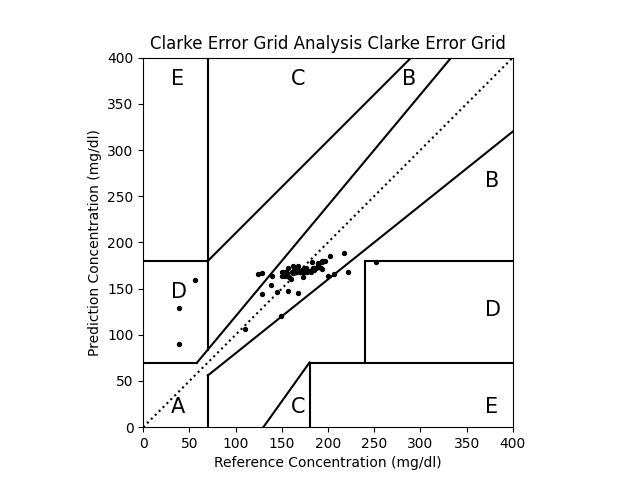 Clarke Error Grid Analysis Clarke Error Grid
Prediction Concentration (mg/dl)
400
350
300
250
200
150
100
50
0
E
C
B
B
D
D
A
C
E
0
50
100
150
200
250
300
350
400
Reference Concentration (mg/dl)